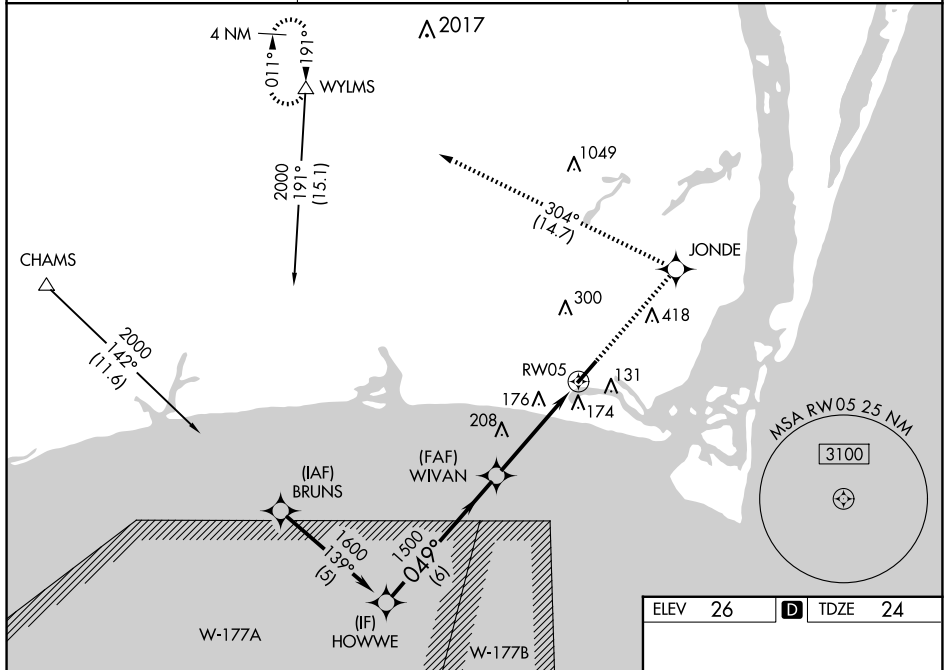 4 NM
011°
191°
WYLMS
2017
2000
191°
(15.1)
1049
304°
(14.7)
JONDE
CHAMS
2000
142°
(11.6)
300
418
RW05
131
176
174
208
(FAF)
WIVAN
MSA RW05 25 NM
3100
(IAF)
BRUNS
1600
139°
(5)
1500
049°
(6)
(IF)
HOWWE
W-177A
W-177B
ELEV 26 D TDZE 24